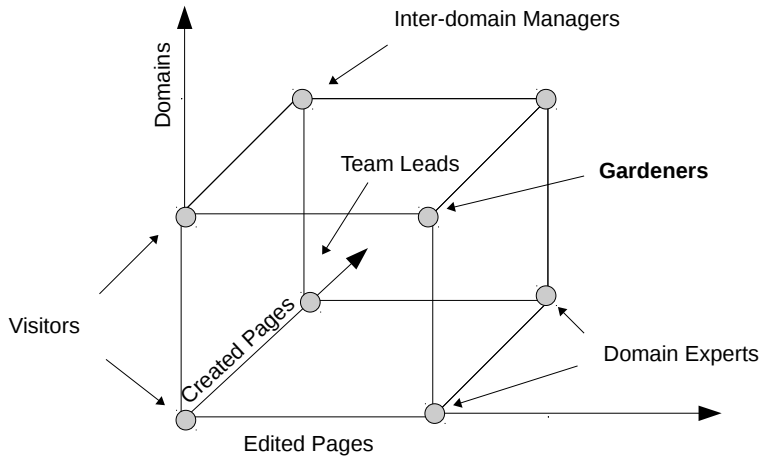 Inter-domain Managers
Domains
Team Leads
Gardeners
Created Pages
Visitors
Domain Experts
Edited Pages